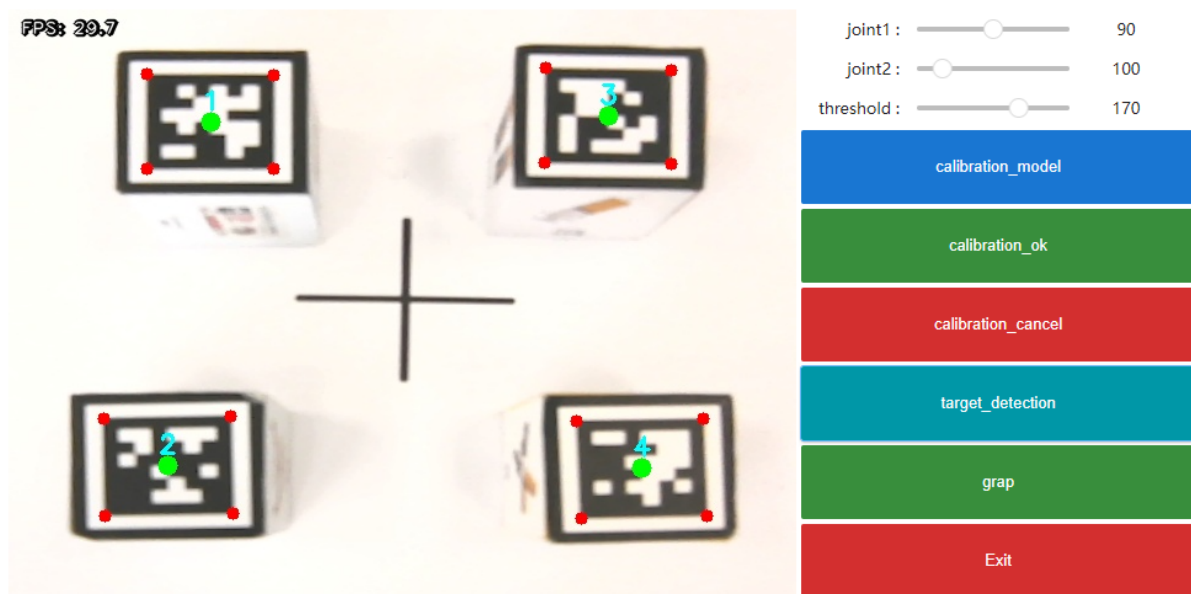 FPS: 29.7
1
3
2
4
joint1 : 90
joint2 : 100
threshold : 170
calibration_model
calibration_ok
calibration_cancel
target_detection
grap
Exit